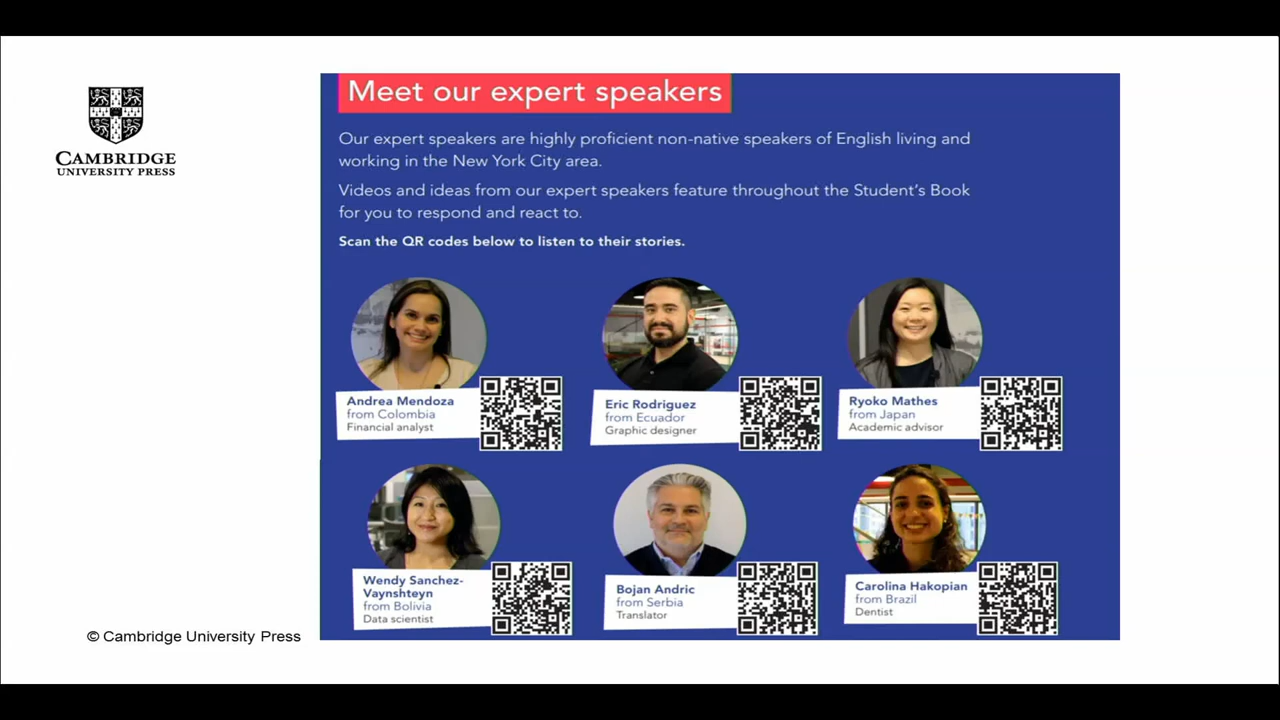 Meet our expert speakers
Our expert speakers are highly proficient non-native speakers of English living and
working in the New York City area.
Videos and ideas from our expert speakers feature throughout the Student's Book
for you to respond and react to.
Scan the QR codes below to listen to their stories.
CAMBRIDGE
UNIVERSITY PRESS
Andrea Mendoza
from Colombia
Financial analyst
Eric Rodriguez
from Ecuador
Graphic designer
Ryoko Mathes
from Japan
Academic advisor
Wendy Sanchez-
Vaynshteyn
from Bolivia
Data scientist
Bojan Andric
from Serbia
Translator
Carolina Hakopian
from Brazil
Dentist
© Cambridge University Press